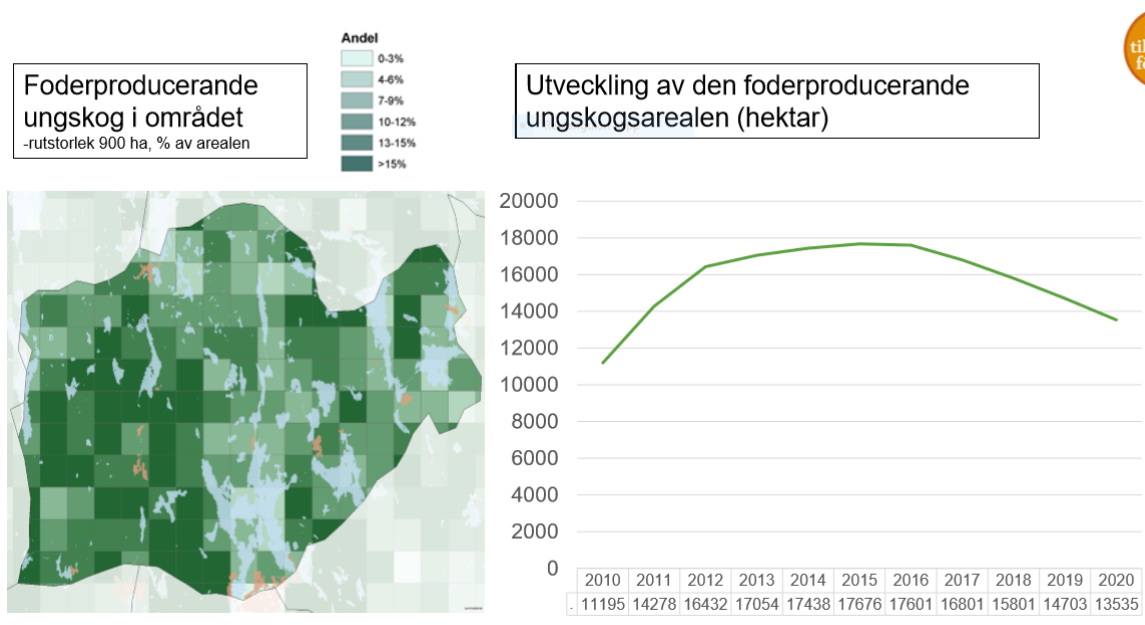 Andel
0-3%
4-6%
7-9%
10-12%
13-15%
>15%
Foderproducerande
ungskog i området
-rutstorlek 900 ha, % av arealen
Utveckling av den foderproducerande
ungskogsarealen (hektar)
20000
18000
16000
14000
12000
10000
8000
6000
4000
2000
0
2010 2011 2012 2013 2014 2015 2016 2017 2018 2019 2020
. 11195 14278 16432 17054 17438 17676 17601 16801 15801 14703 13535